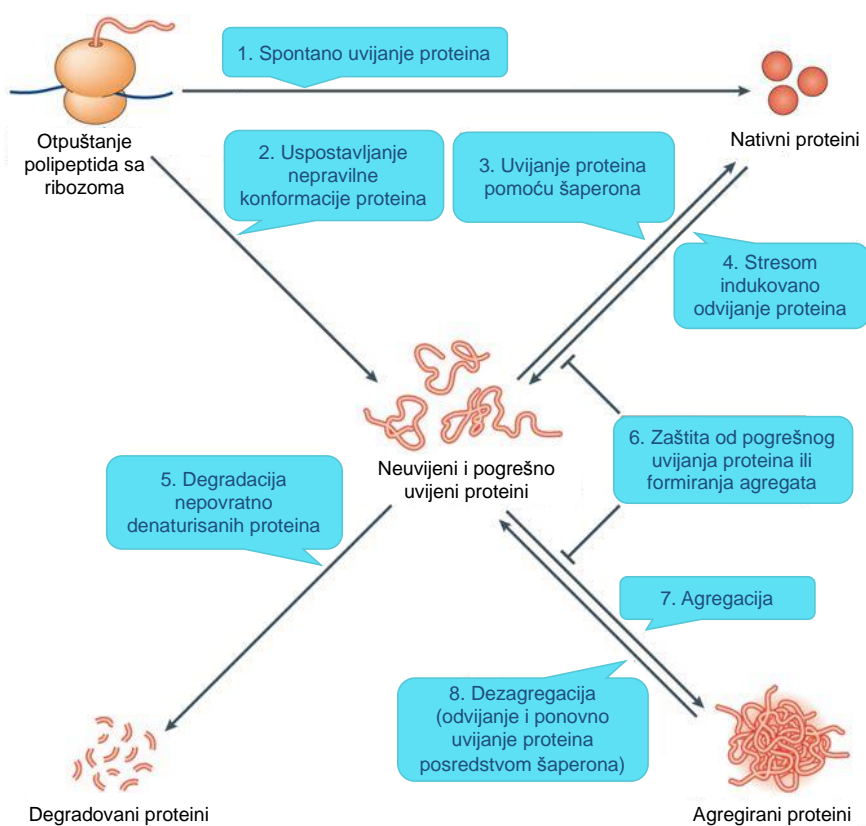 1. Spontano uvijanje proteina
Otpuštanje
polipeptida sa
ribozoma
Nativni proteini
2. Uspostavljanje
nepravilne
konformacije proteina
3. Uvijanje proteina
pomoću šaperona
4. Stresom
indukovano
odvijanje proteina
Neuvijeni i pogrešno
uvijeni proteini
5. Degradacija
nepovratno
denaturisanih proteina
6. Zaštita od pogrešnog
uvijanja proteina ili
formiranja agregata
7. Agregacija
8. Dezagregacija
(odvijanje i ponovno
uvijanje proteina
posredstvom šaperona)
Degradovani proteini
Agregirani proteini